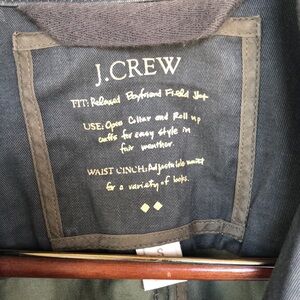 J.CREW
FIT: Relaxed Boyfriend Field Jkt
USE: Open Collar and Roll up
cuffs for easy style in
fair weather.
WAIST CINCH: Adjustable waist
for a variety of looks.
S